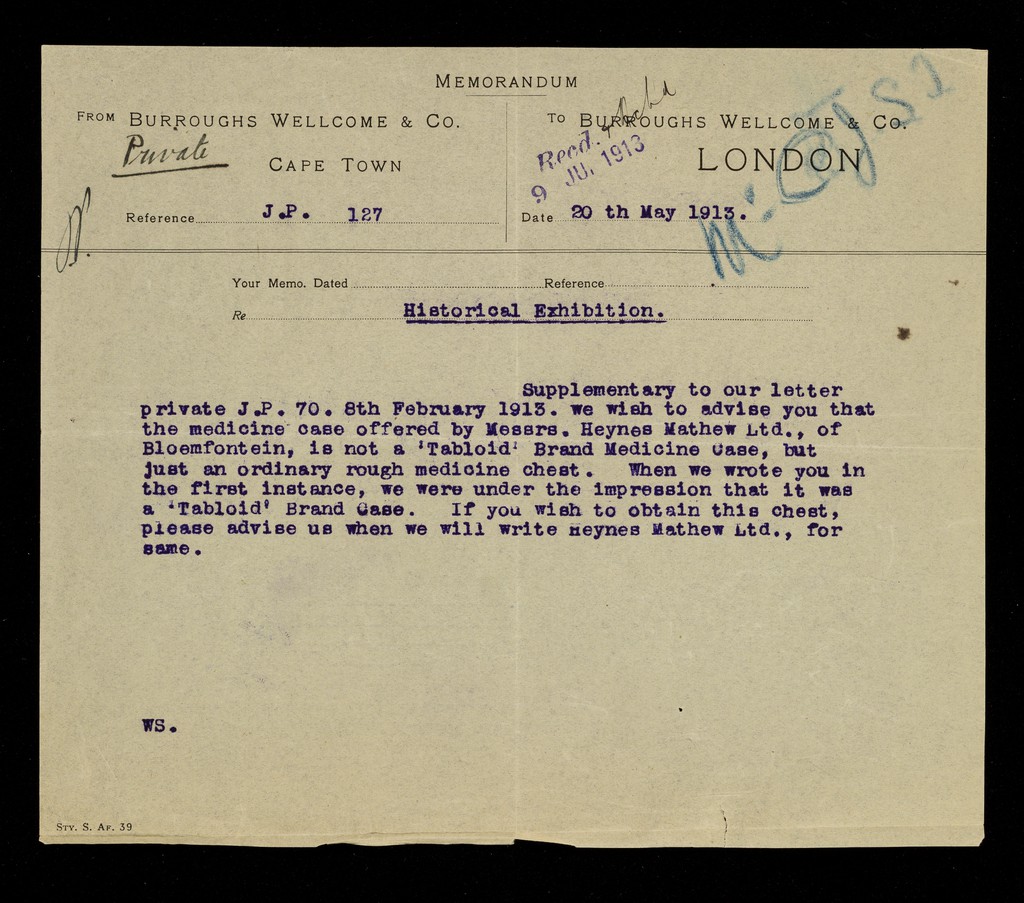 MEMORANDUM
FROM BURROUGHS WELLCOME & CO.
Private
CAPE TOWN
Reference J.P. 127
TO BURROUGHS WELLCOME & CO.
LONDON
Recd.
9 JUL 1913
Date 20 th May 1913.
Your Memo. Dated Reference
Re Historical Exhibition.
Supplementary to our letter
private J.P. 70. 8th February 1913. we wish to advise you that
the medicine case offered by Messrs. Heynes Mathew Ltd., of
Bloemfontein, is not a 'Tabloid' Brand Medicine Case, but
just an ordinary rough medicine chest. When we wrote you in
the first instance, we were under the impression that it was
a 'Tabloid' Brand Case. If you wish to obtain this chest,
please advise us when we will write Heynes Mathew Ltd., for
same.
WS.
STY. S. AF. 39